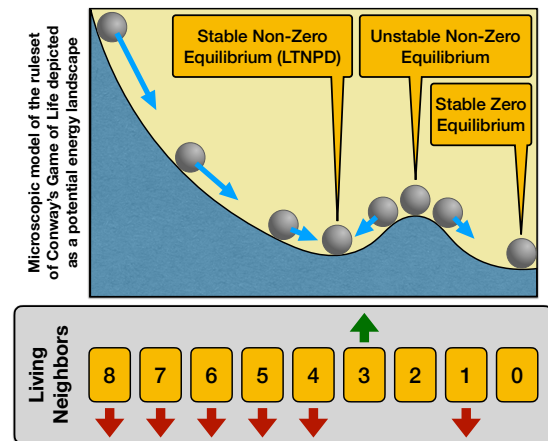 Microscopic model of the ruleset
of Conway's Game of Life depicted
as a potential energy landscape
Stable Non-Zero
Equilibrium (LTNPD)
Unstable Non-Zero
Equilibrium
Stable Zero
Equilibrium
Living
Neighbors
8 7 6 5 4 3 2 1 0